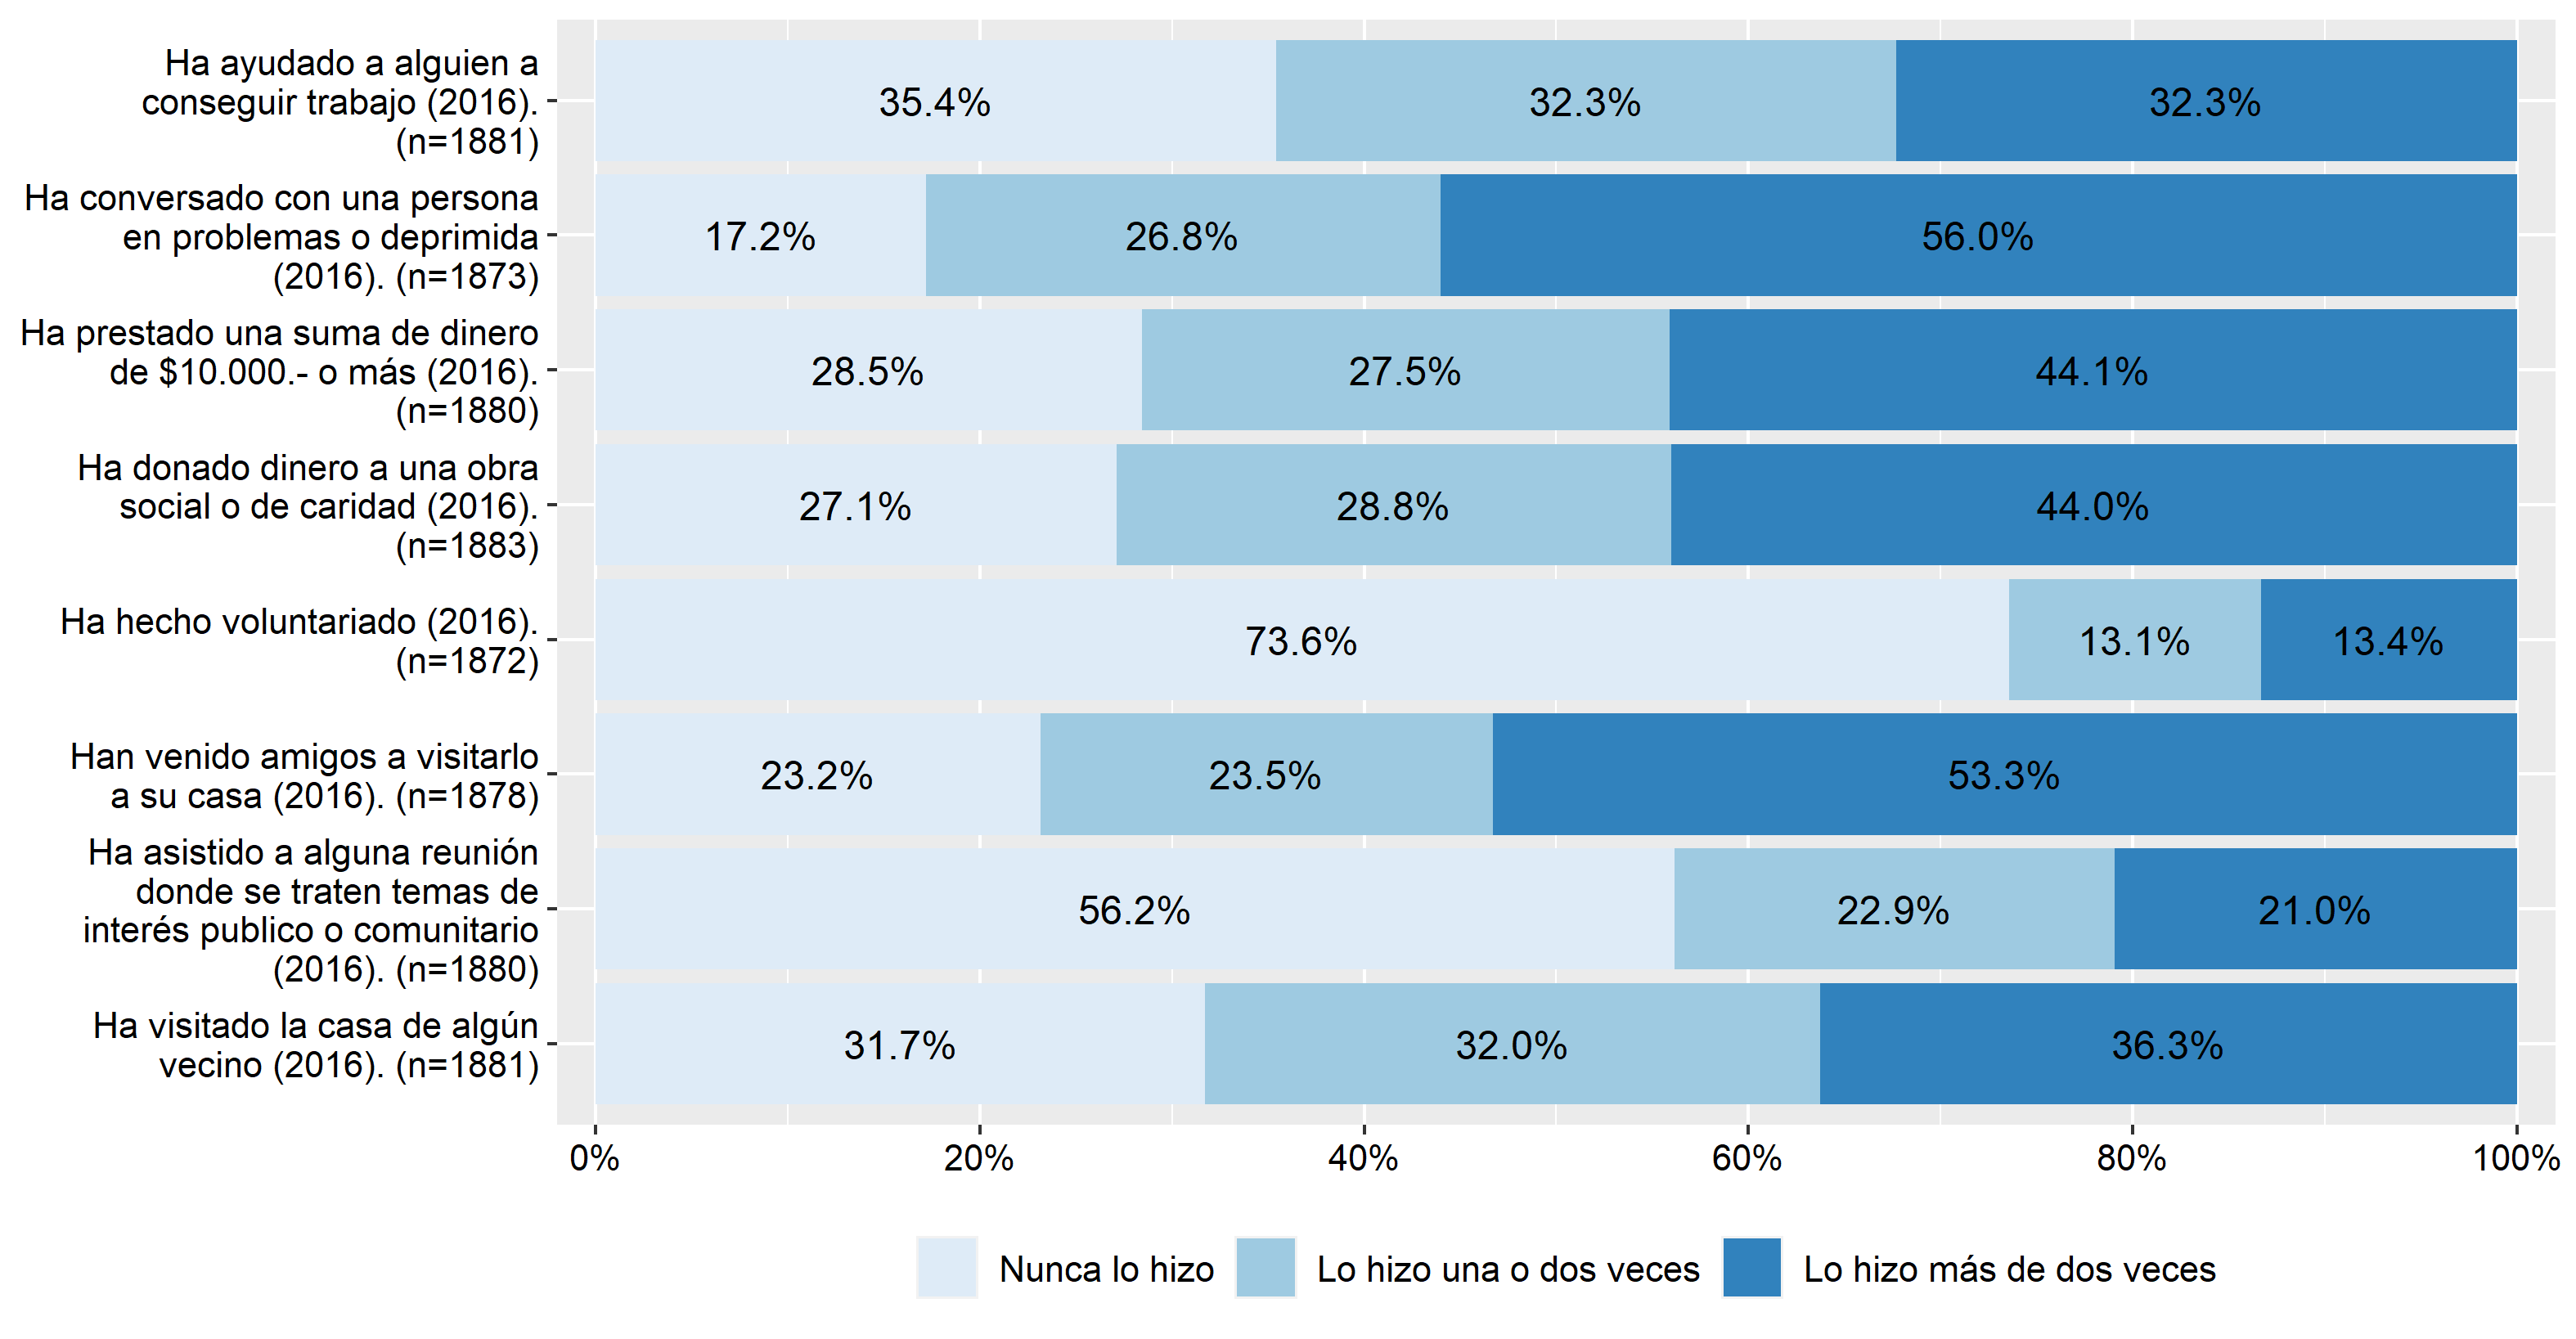 Ha ayudado a alguien a
conseguir trabajo (2016).
(n=1881)
35.4%
32.3%
32.3%
Ha conversado con una persona
en problemas o deprimida
(2016). (n=1873)
17.2%
26.8%
56.0%
Ha prestado una suma de dinero
de $10.000.- o más (2016).
(n=1880)
28.5%
27.5%
44.1%
Ha donado dinero a una obra
social o de caridad (2016).
(n=1883)
27.1%
28.8%
44.0%
Ha hecho voluntariado (2016).
(n=1872)
73.6%
13.1%
13.4%
Han venido amigos a visitarlo
a su casa (2016). (n=1878)
23.2%
23.5%
53.3%
Ha asistido a alguna reunión
donde se traten temas de
interés publico o comunitario
(2016). (n=1880)
56.2%
22.9%
21.0%
Ha visitado la casa de algún
vecino (2016). (n=1881)
31.7%
32.0%
36.3%
0%
20%
40%
60%
80%
100%
Nunca lo hizo
Lo hizo una o dos veces
Lo hizo más de dos veces